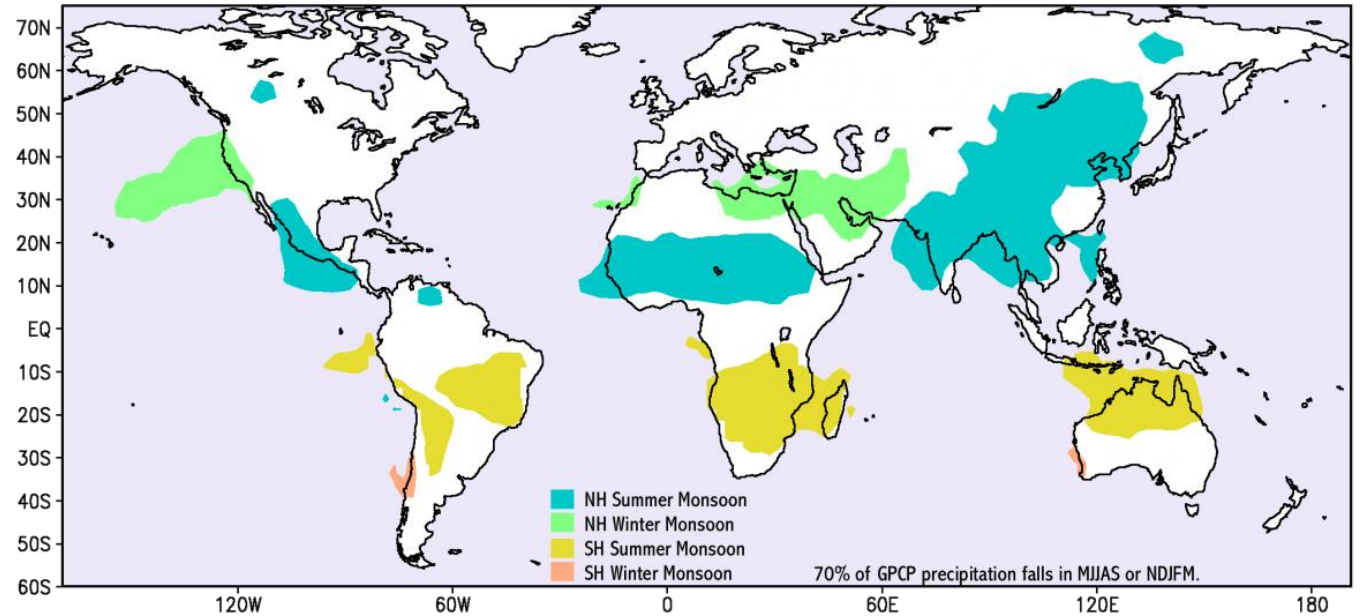 70N
60N
50N
40N
30N
20N
10N
EQ
10S
20S
30S
40S
50S
60S
NH Summer Monsoon
NH Winter Monsoon
SH Summer Monsoon
SH Winter Monsoon
70% of GPCP precipitation falls in MJJAS or NDJFM.
120W 60W 0 60E 120E 180